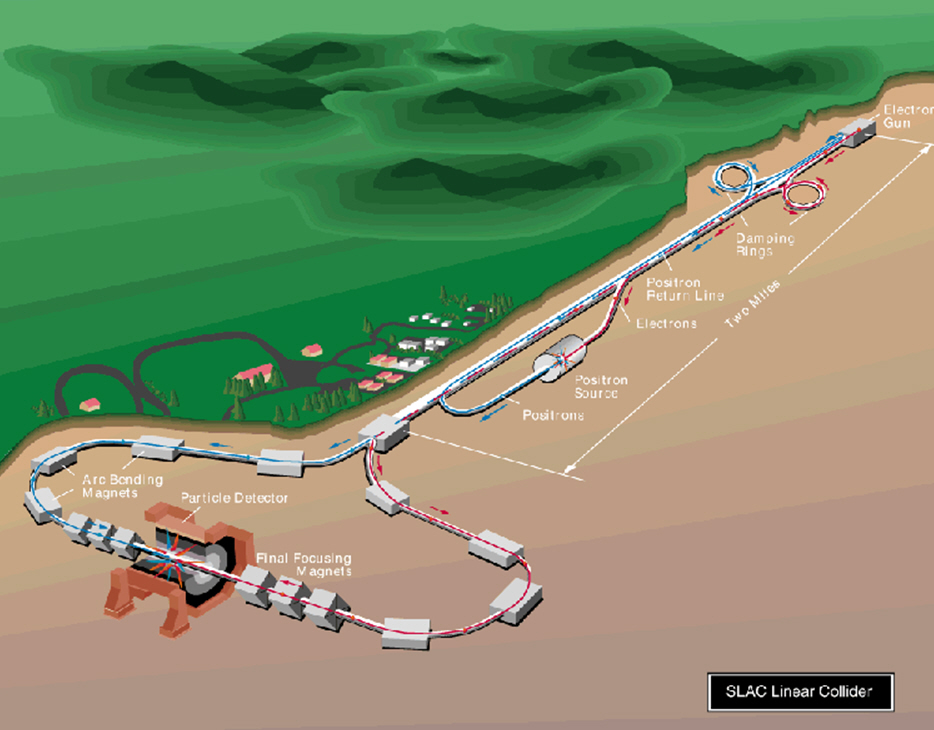 Electron
Gun
Damping
Rings
Positron
Return Line
Two Miles
Electrons
Positron
Source
Positrons
Arc Bending
Magnets
Particle Detector
Final Focusing
Magnets
SLAC Linear Collider